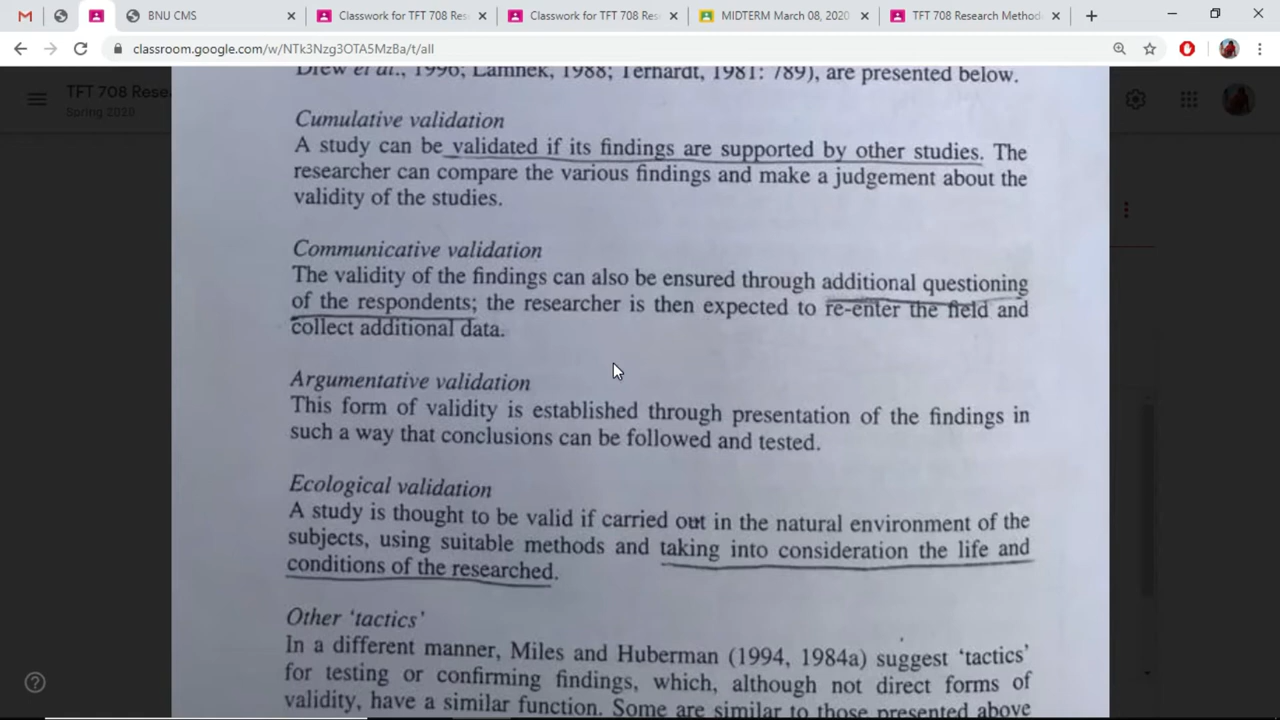 BNU CMS
Classwork for TFT 708 Res
Classwork for TFT 708 Res
MIDTERM March 08, 2020
TFT 708 Research Method
classroom.google.com/w/NTk3Nzg3OTA5MzBa/t/all
TFT 708 Rese
Spring 2020
Drew et al., 1996; Lamnek, 1988; Terhardt, 1981: 789), are presented below.
Cumulative validation
A study can be validated if its findings are supported by other studies. The
researcher can compare the various findings and make a judgement about the
validity of the studies.
Communicative validation
The validity of the findings can also be ensured through additional questioning
of the respondents; the researcher is then expected to re-enter the field and
collect additional data.
Argumentative validation
This form of validity is established through presentation of the findings in
such a way that conclusions can be followed and tested.
Ecological validation
A study is thought to be valid if carried out in the natural environment of the
subjects, using suitable methods and taking into consideration the life and
conditions of the researched.
Other ‘tactics’
In a different manner, Miles and Huberman (1994, 1984a) suggest ‘tactics’
for testing or confirming findings, which, although not direct forms of
validity, have a similar function. Some are similar to those presented above